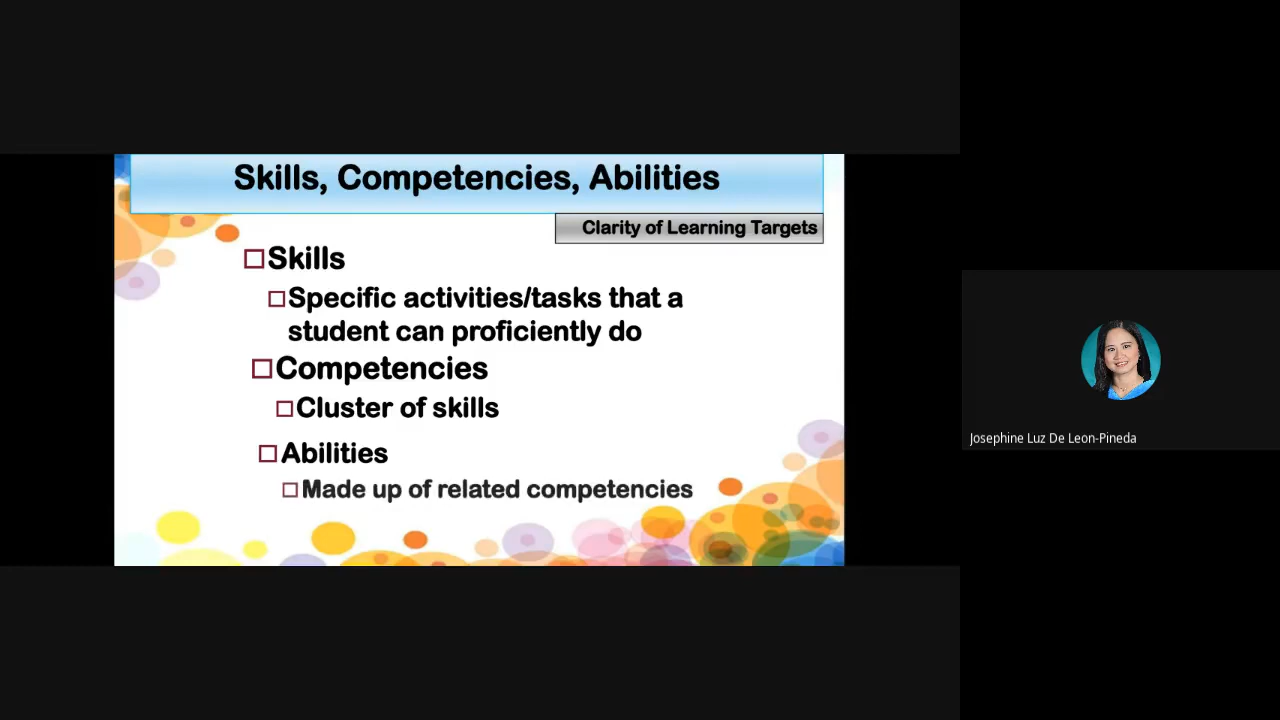 Skills, Competencies, Abilities
Clarity of Learning Targets
Skills
Specific activities/tasks that a
student can proficiently do
Competencies
Cluster of skills
Abilities
Made up of related competencies
Josephine Luz De Leon-Pineda